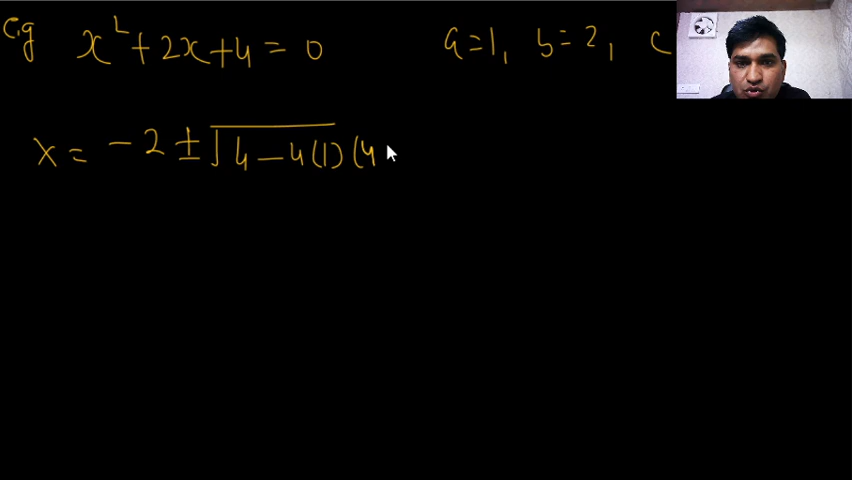 e.g x² + 2x + 4 = 0 a = 1, b = 2, c
x = -2 ± √4 - 4(1)(4